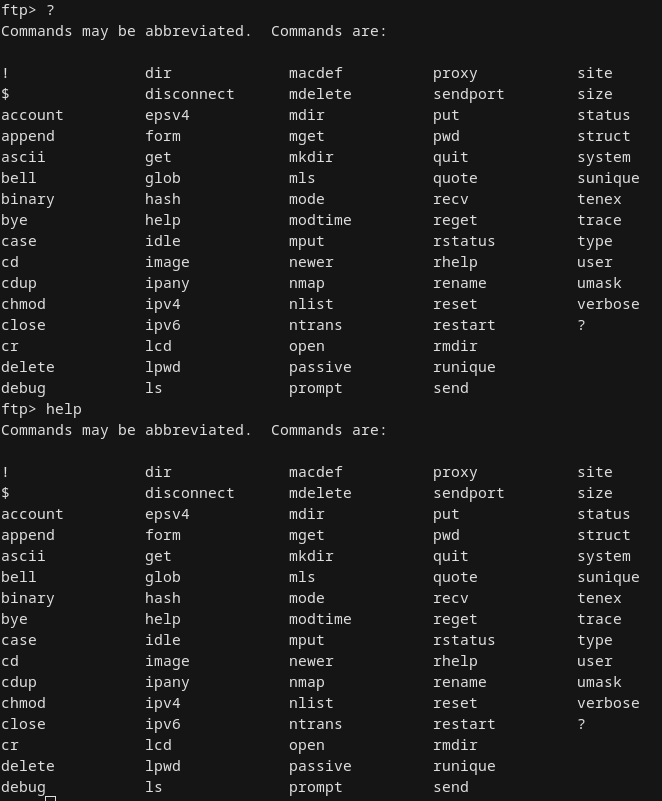 ftp> ?
Commands may be abbreviated.  Commands are:

!               dir             macdef          proxy           site
$               disconnect      mdelete         sendport        size
account         epsv4           mdir            put             status
append          form            mget            pwd             struct
ascii           get             mkdir           quit            system
bell            glob            mls             quote           sunique
binary          hash            mode            recv            tenex
bye             help            modtime         reget           trace
case            idle            mput            rstatus         type
cd              image           newer           rhelp           user
cdup            ipany           nmap            rename          umask
chmod           ipv4            nlist           reset           verbose
close           ipv6            ntrans          restart         ?
cr              lcd             open            rmdir
delete          lpwd            passive         runique
debug           ls              prompt          send
ftp> help
Commands may be abbreviated.  Commands are:

!               dir             macdef          proxy           site
$               disconnect      mdelete         sendport        size
account         epsv4           mdir            put             status
append          form            mget            pwd             struct
ascii           get             mkdir           quit            system
bell            glob            mls             quote           sunique
binary          hash            mode            recv            tenex
bye             help            modtime         reget           trace
case            idle            mput            rstatus         type
cd              image           newer           rhelp           user
cdup            ipany           nmap            rename          umask
chmod           ipv4            nlist           reset           verbose
close           ipv6            ntrans          restart         ?
cr              lcd             open            rmdir
delete          lpwd            passive         runique
debug           ls              prompt          send